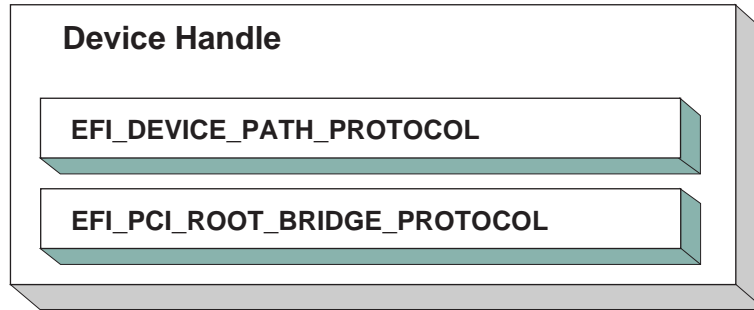 Device Handle
EFI_DEVICE_PATH_PROTOCOL
EFI_PCI_ROOT_BRIDGE_PROTOCOL